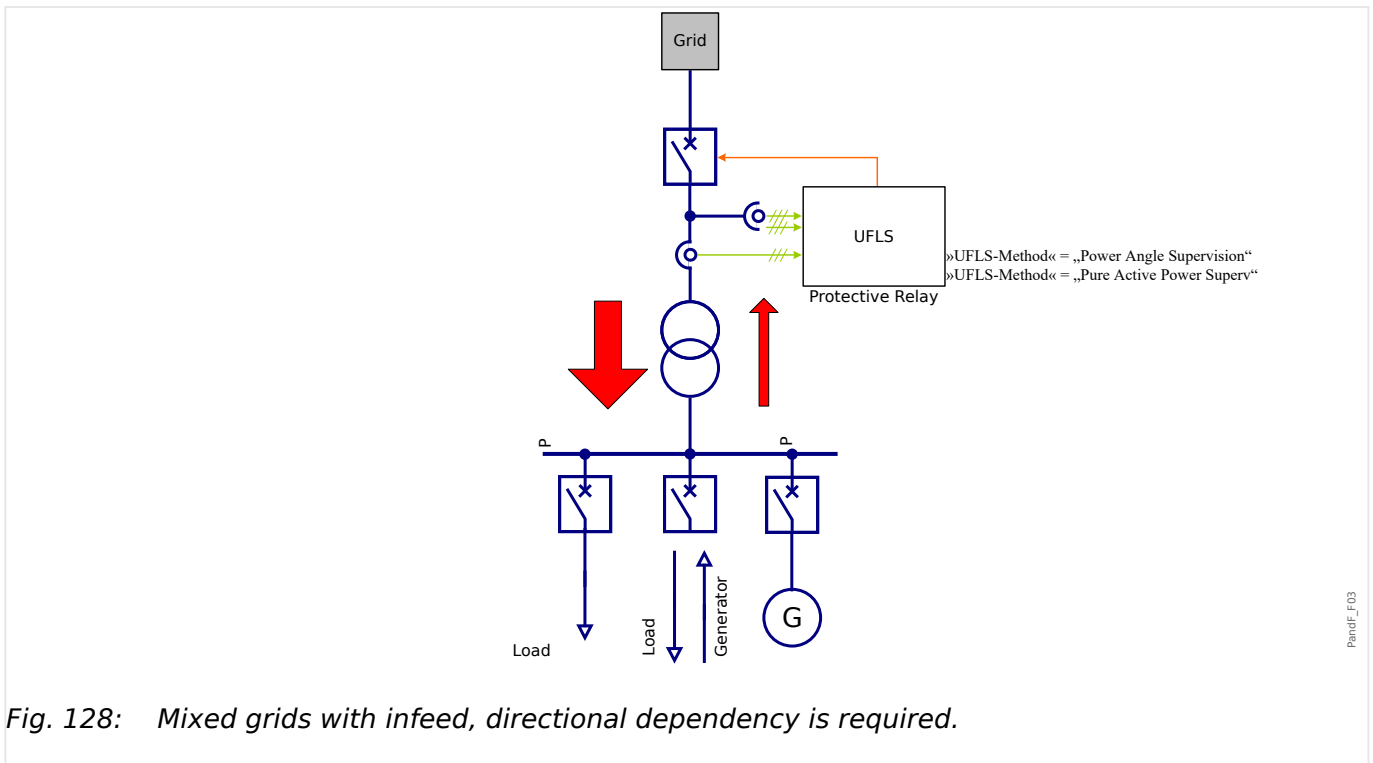 Grid
UFLS
»UFLS-Method« = „Power Angle Supervision“
»UFLS-Method« = „Pure Active Power Superv“
Protective Relay
P
P
Load
Load
Generator
G
PandF_F03
Fig. 128: Mixed grids with infeed, directional dependency is required.